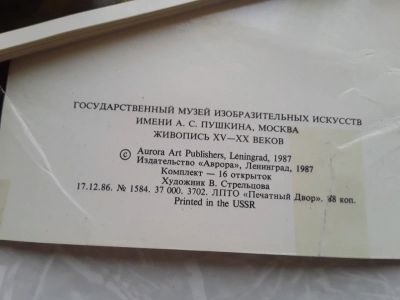 ГОСУДАРСТВЕННЫЙ МУЗЕЙ ИЗОБРАЗИТЕЛЬНЫХ ИСКУССТВ
ИМЕНИ А. С. ПУШКИНА, МОСКВА
ЖИВОПИСЬ XV—XX ВЕКОВ
© Aurora Art Publishers, Leningrad, 1987
Издательство «Аврора», Ленинград, 1987
Комплект — 16 открыток
Художник В. Стрельцова
17.12.86. № 1584. 37 000. 3702. ЛПТО «Печатный Двор». 88 коп.
Printed in the USSR